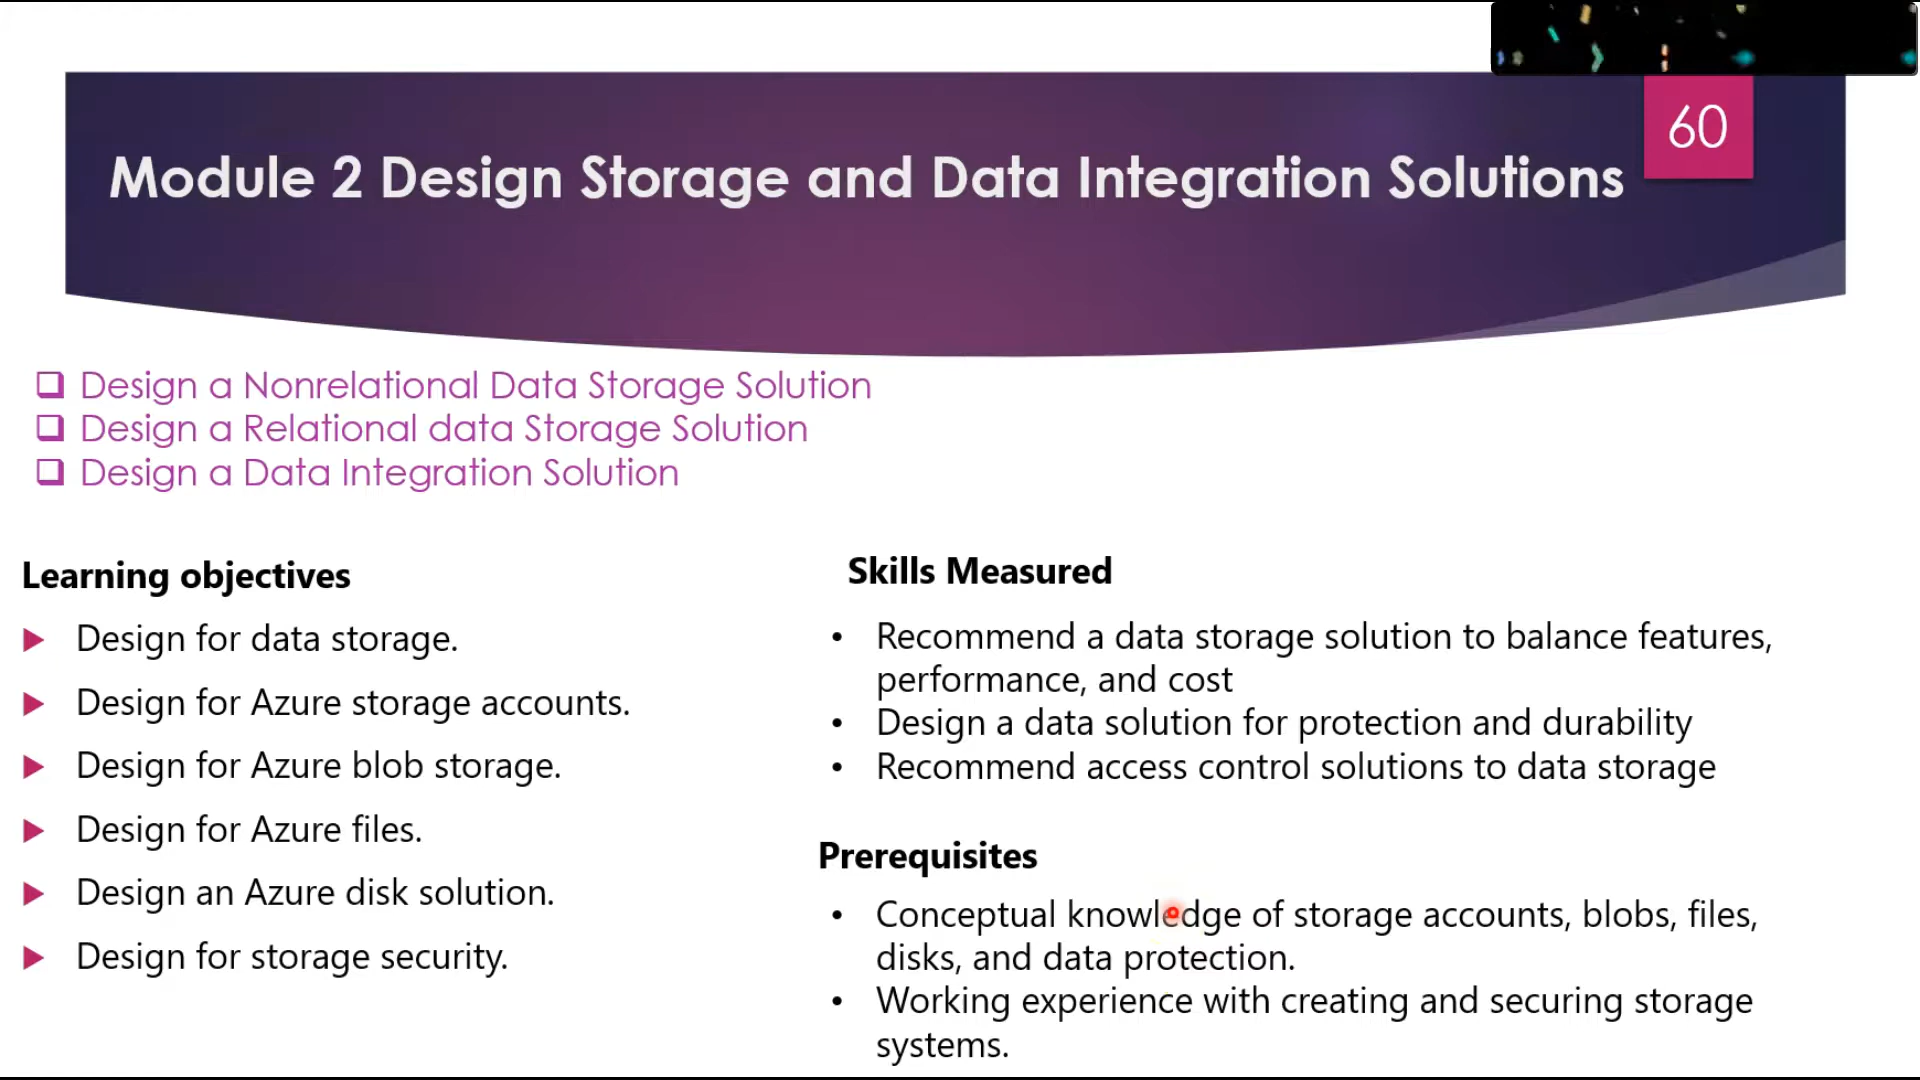 60
Module 2 Design Storage and Data Integration Solutions
Design a Nonrelational Data Storage Solution
Design a Relational data Storage Solution
Design a Data Integration Solution
Learning objectives
Design for data storage.
Design for Azure storage accounts.
Design for Azure blob storage.
Design for Azure files.
Design an Azure disk solution.
Design for storage security.
Skills Measured
• Recommend a data storage solution to balance features,
performance, and cost
• Design a data solution for protection and durability
• Recommend access control solutions to data storage
Prerequisites
• Conceptual knowledge of storage accounts, blobs, files,
disks, and data protection.
• Working experience with creating and securing storage
systems.